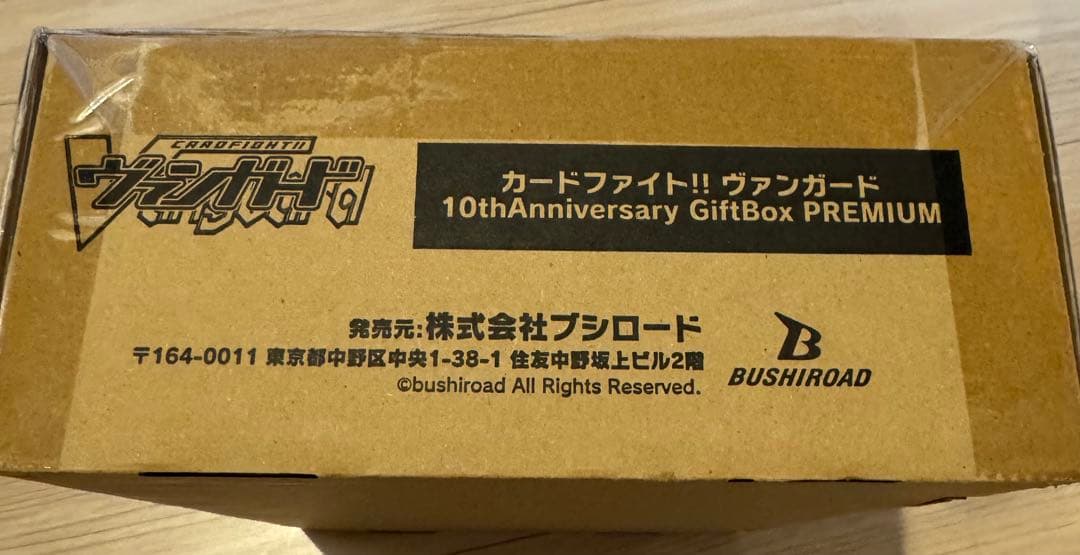 CARDFIGHT!!
ヴァンガード
Vanguard
カードファイト!! ヴァンガード
10thAnniversary GiftBox PREMIUM
発売元:株式会社ブシロード
〒164-0011 東京都中野区中央1-38-1 住友中野坂上ビル2階
©bushiroad All Rights Reserved.
B
BUSHIROAD